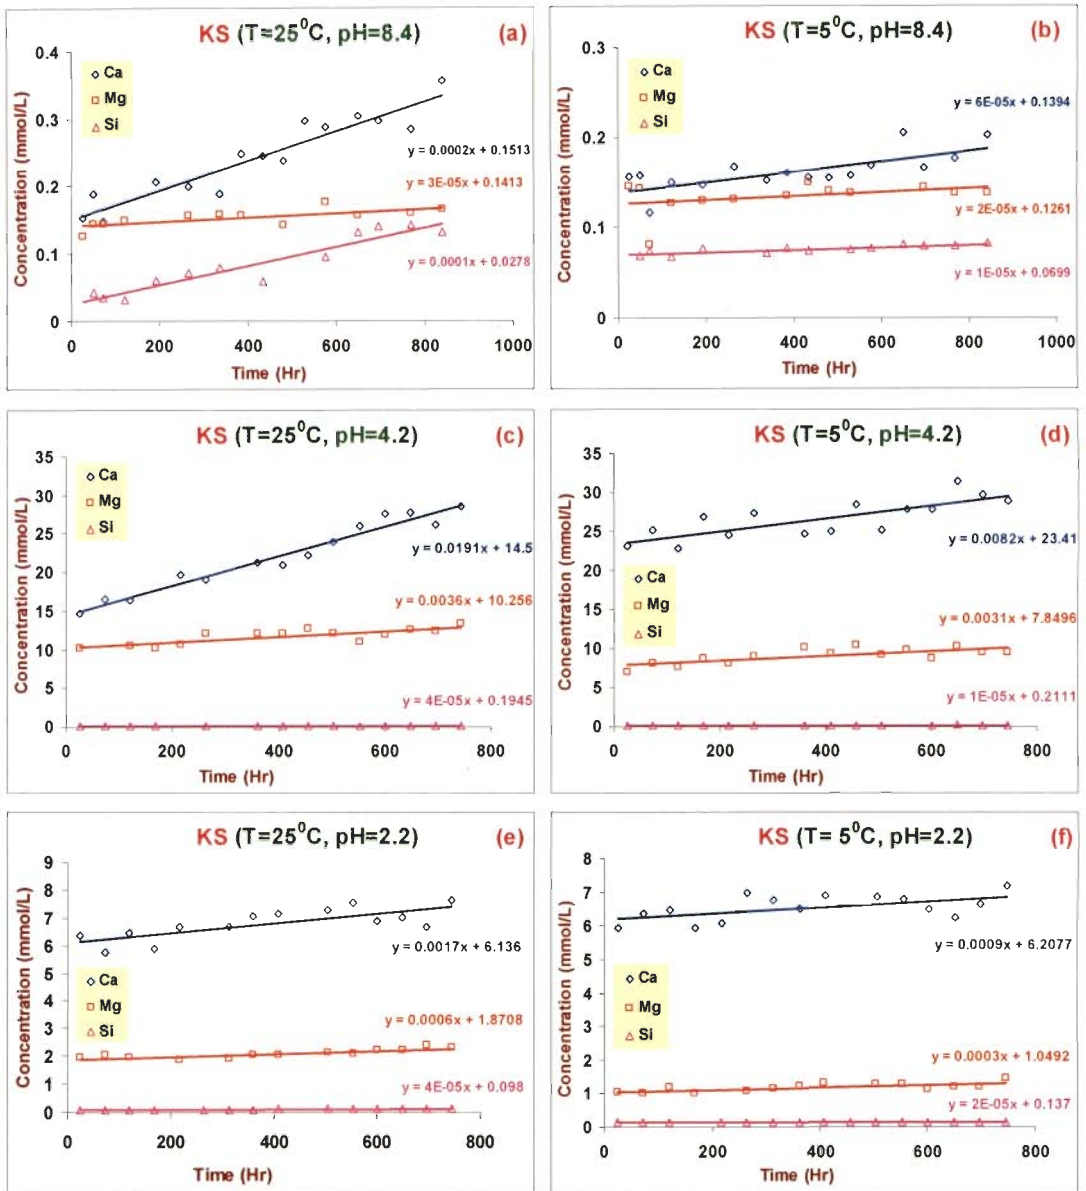 KS (T=25⁰C, pH=8.4) (a)
Concentration (mmol/L)
0.4
0.3
0.2
0.1
0
Ca
Mg
Si
y = 0.0002x + 0.1513
y = 3E-05x + 0.1413
y = 0.0001x + 0.0278
0 200 400 600 800 1000
Time (Hr)
KS (T=5⁰C, pH=8.4) (b)
Concentration (mmol/L)
0.3
0.2
0.1
0
Ca
Mg
Si
y = 6E-05x + 0.1394
y = 2E-05x + 0.1261
y = 1E-05x + 0.0699
0 200 400 600 800 1000
Time (Hr)
KS (T=25⁰C, pH=4.2) (c)
Concentration (mmol/L)
35
30
25
20
15
10
5
0
Ca
Mg
Si
y = 0.0191x + 14.5
y = 0.0036x + 10.256
y = 4E-05x + 0.1945
0 200 400 600 800
Time (Hr)
KS (T=5⁰C, pH=4.2) (d)
Concentration (mmol/L)
35
30
25
20
15
10
5
0
Ca
Mg
Si
y = 0.0082x + 23.41
y = 0.0031x + 7.8496
y = 1E-05x + 0.2111
0 200 400 600 800
Time (Hr)
KS (T=25⁰C, pH=2.2) (e)
Concentration (mmol/L)
9
8
7
6
5
4
3
2
1
0
Ca
Mg
Si
y = 0.0017x + 6.136
y = 0.0006x + 1.8708
y = 4E-05x + 0.098
0 200 400 600 800
Time (Hr)
KS (T= 5⁰C, pH=2.2) (f)
Concentration (mmol/L)
8
7
6
5
4
3
2
1
0
Ca
Mg
Si
y = 0.0009x + 6.2077
y = 0.0003x + 1.0492
y = 2E-05x + 0.137
0 200 400 600 800
Time (Hr)